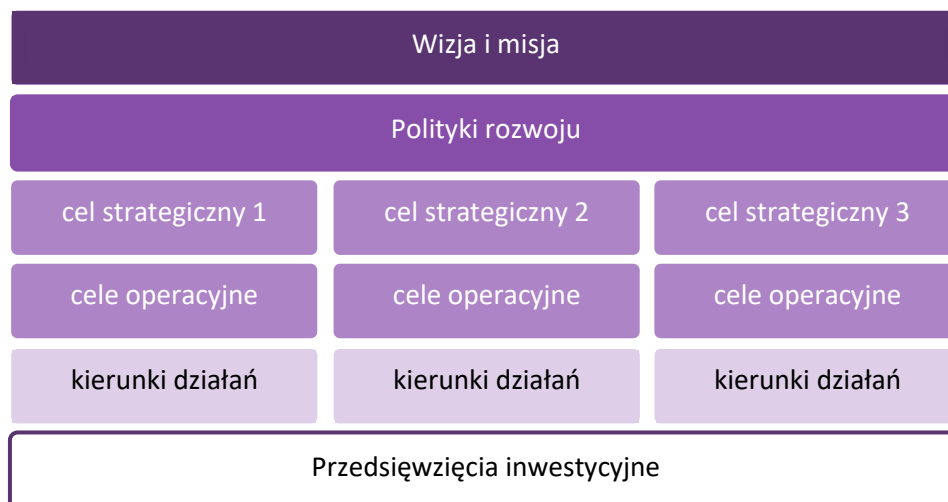 Wizja i misja
Polityki rozwoju
cel strategiczny 1
cel strategiczny 2
cel strategiczny 3
cele operacyjne
cele operacyjne
cele operacyjne
kierunki działań
kierunki działań
kierunki działań
Przedsięwzięcia inwestycyjne